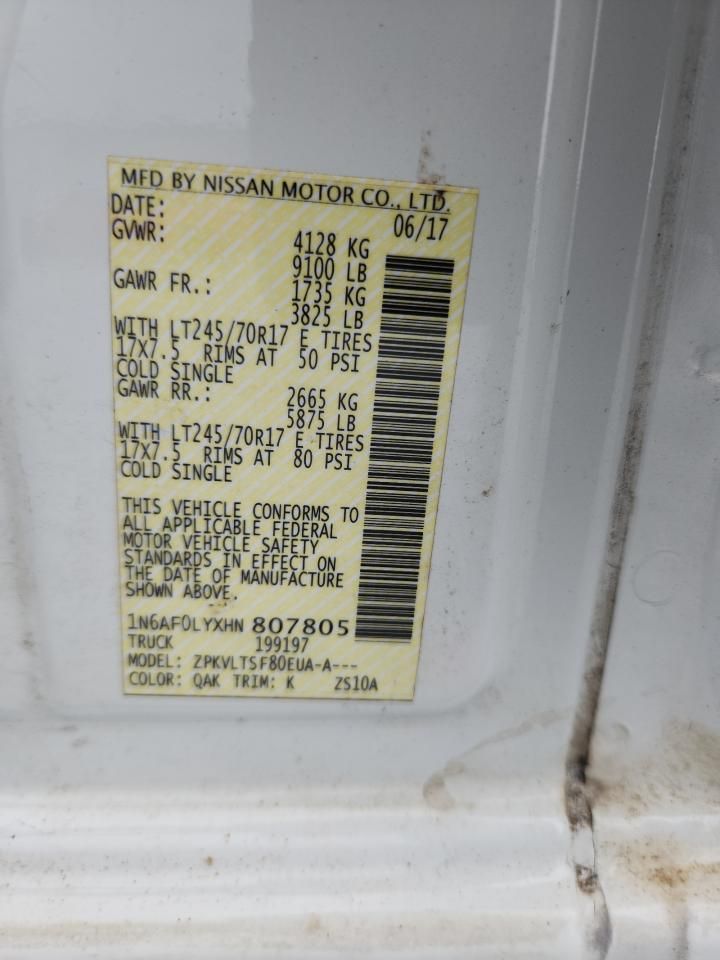 MFD BY NISSAN MOTOR CO., LTD.
DATE: 06/17
GVWR: 4128 KG
9100 LB
GAWR FR.: 1735 KG
3825 LB
WITH LT245/70R17 E TIRES
17X7.5 RIMS AT 50 PSI
COLD SINGLE
GAWR RR.: 2665 KG
5875 LB
WITH LT245/70R17 E TIRES
17X7.5 RIMS AT 80 PSI
COLD SINGLE
THIS VEHICLE CONFORMS TO
ALL APPLICABLE FEDERAL
MOTOR VEHICLE SAFETY
STANDARDS IN EFFECT ON
THE DATE OF MANUFACTURE
SHOWN ABOVE.
1N6AF0LYXHN 807805
TRUCK 199197
MODEL: ZPKVLTSF80EUA-A---
COLOR: QAK TRIM: K ZS10A